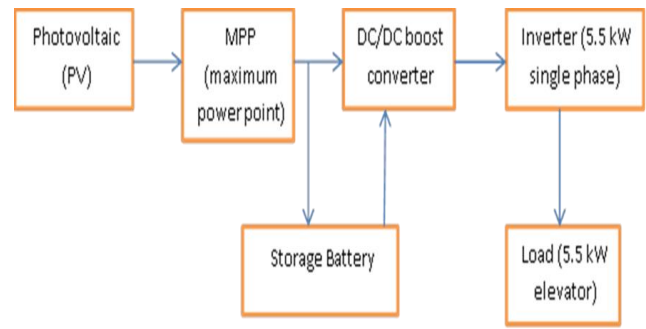 Photovoltaic
(PV)
MPP
(maximum
power point)
DC/DC boost
converter
Inverter (5.5 kW
single phase)
Storage Battery
Load (5.5 kW
elevator)